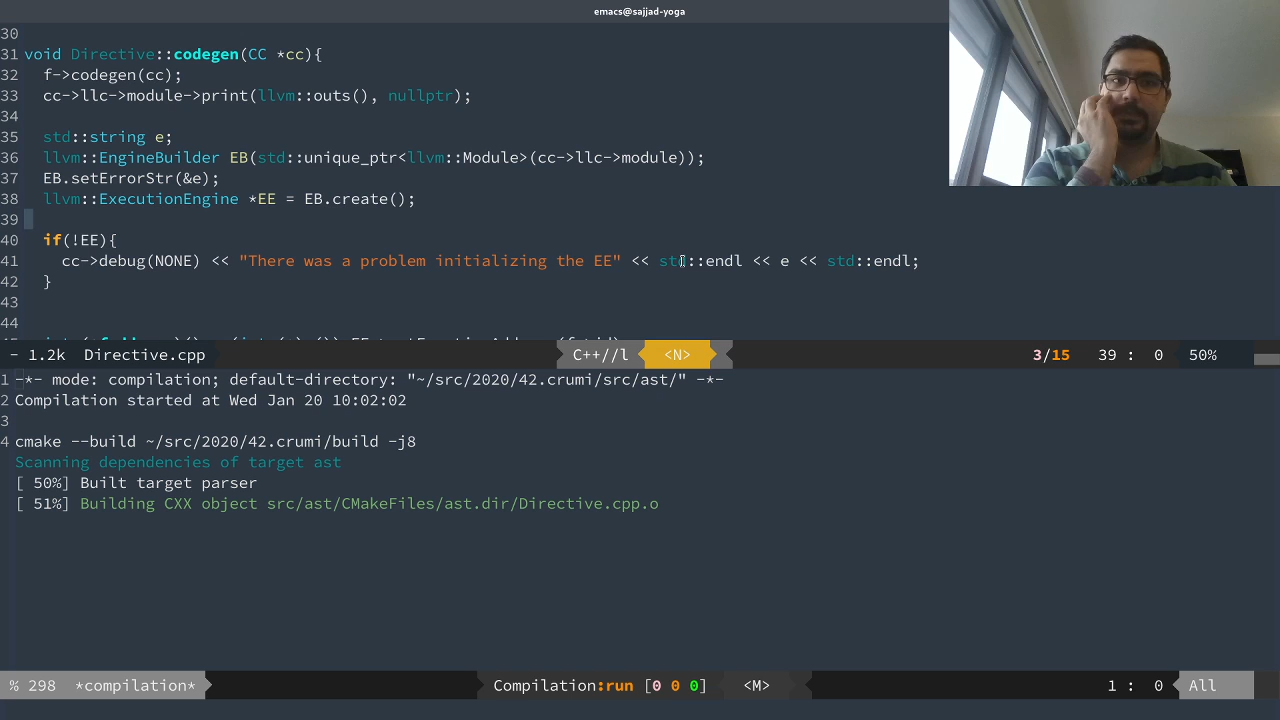 emacs@sajjad-yoga
30
31 void Directive::codegen(CC *cc){
32 f->codegen(cc);
33 cc->llc->module->print(llvm::outs(), nullptr);
34
35 std::string e;
36 llvm::EngineBuilder EB(std::unique_ptr<llvm::Module>(cc->llc->module));
37 EB.setErrorStr(&e);
38 llvm::ExecutionEngine *EE = EB.create();
39
40 if(!EE){
41 cc->debug(NONE) << "There was a problem initializing the EE" << std::endl << e << std::endl;
42 }
43
44
- 1.2k Directive.cpp C++//l <N> 3/15 39 : 0 50%
1 -*- mode: compilation; default-directory: "~/src/2020/42.crumi/src/ast/" -*-
2 Compilation started at Wed Jan 20 10:02:02
3
4 cmake --build ~/src/2020/42.crumi/build -j8
Scanning dependencies of target ast
[ 50%] Built target parser
[ 51%] Building CXX object src/ast/CMakeFiles/ast.dir/Directive.cpp.o
% 298 *compilation* Compilation:run [0 0 0] <M> 1 : 0 All